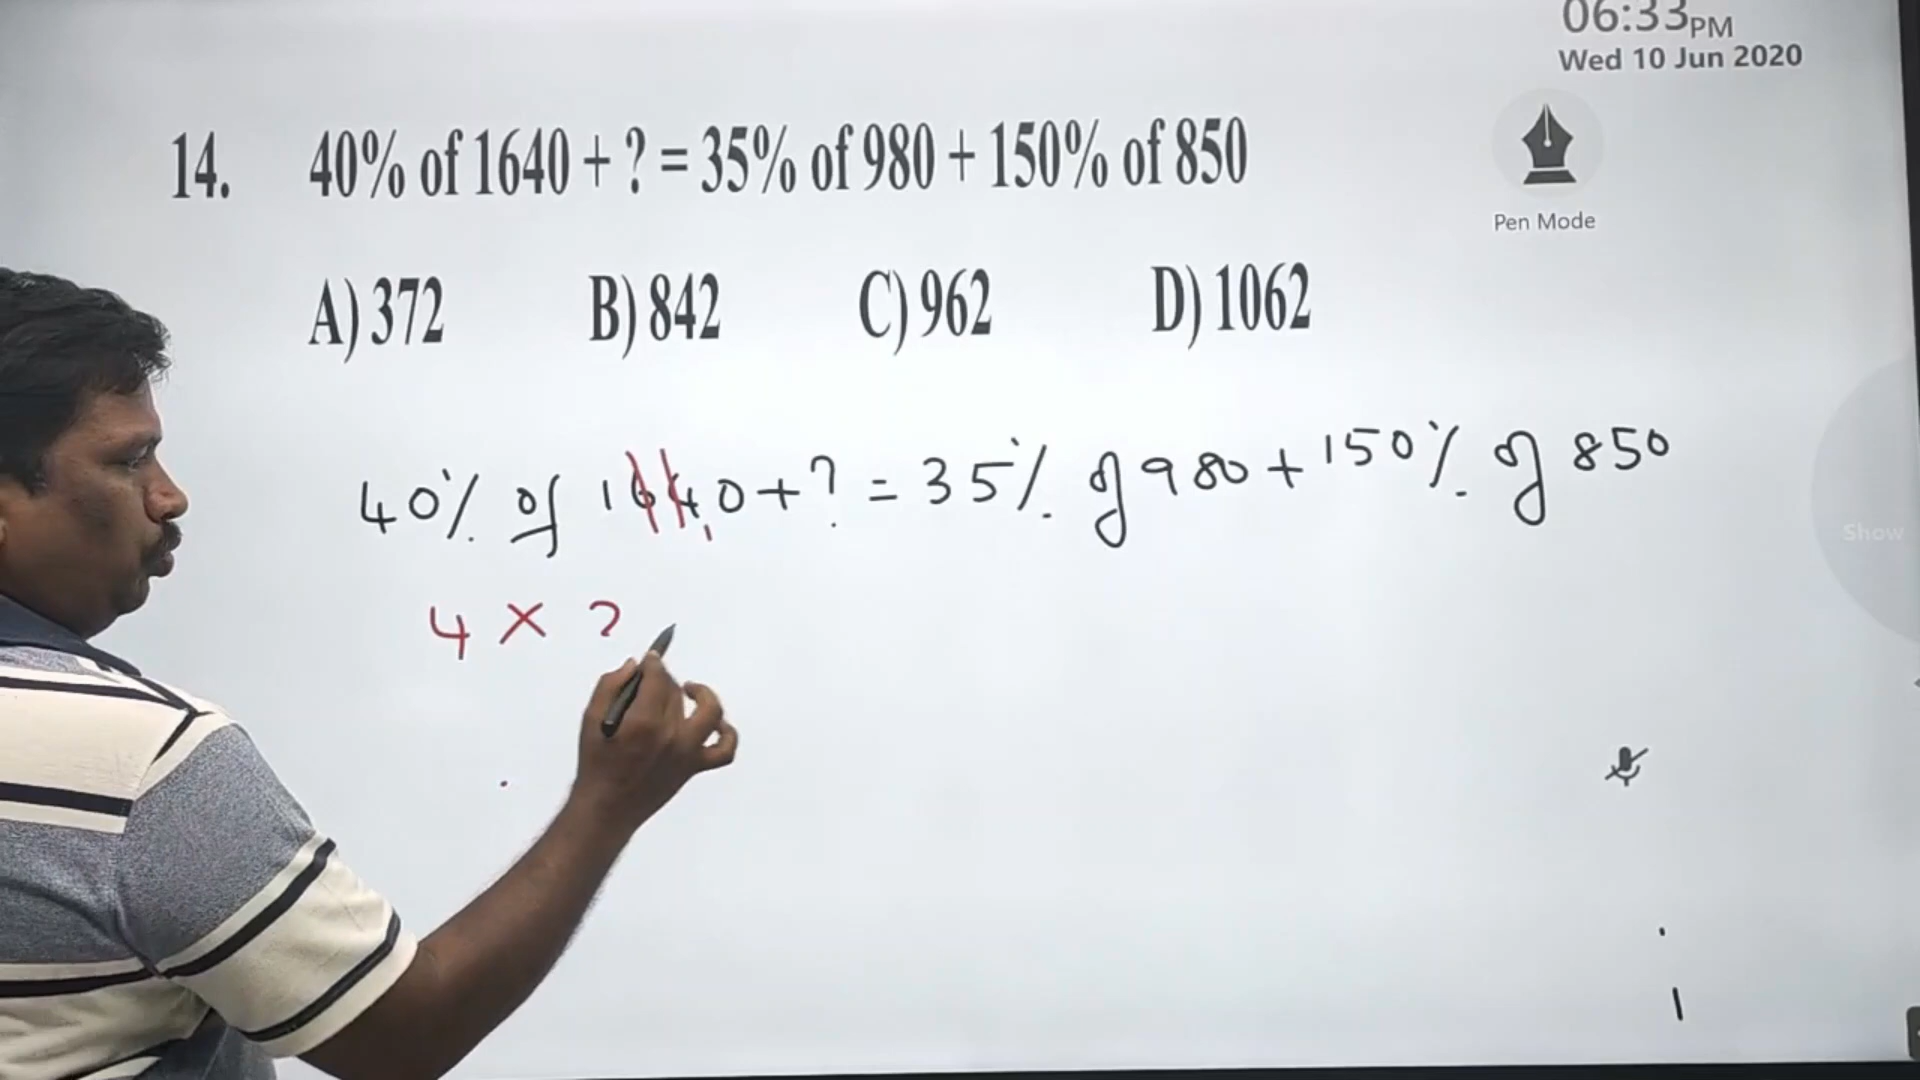 06:33PM
Wed 10 Jun 2020
14. 40% of 1640 + ? = 35% of 980 + 150% of 850
Pen Mode
A) 372 B) 842 C) 962 D) 1062
40% of 1640 + ? = 35% of 980 + 150% of 850
Show
4 × ?